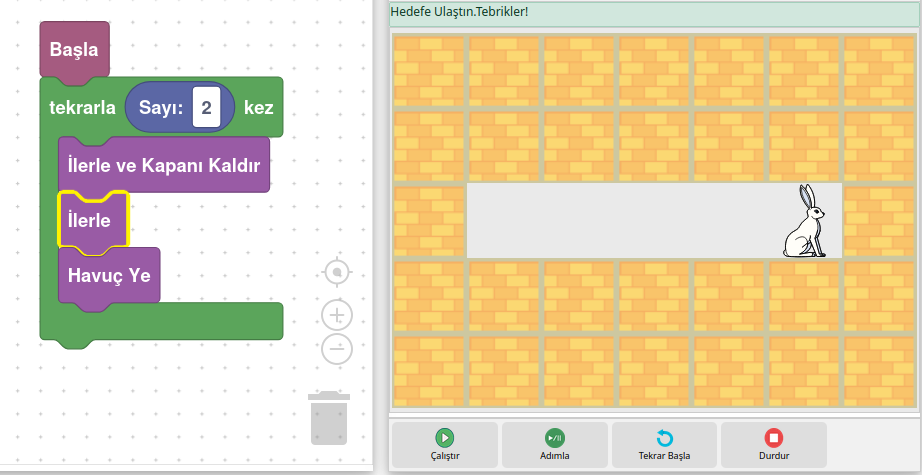 Başla
tekrarla Sayı: 2 kez
İlerle ve Kapanı Kaldır
İlerle
Havuç Ye
Hedefe Ulaştın.Tebrikler!
Çalıştır Adımla Tekrar Başla Durdur